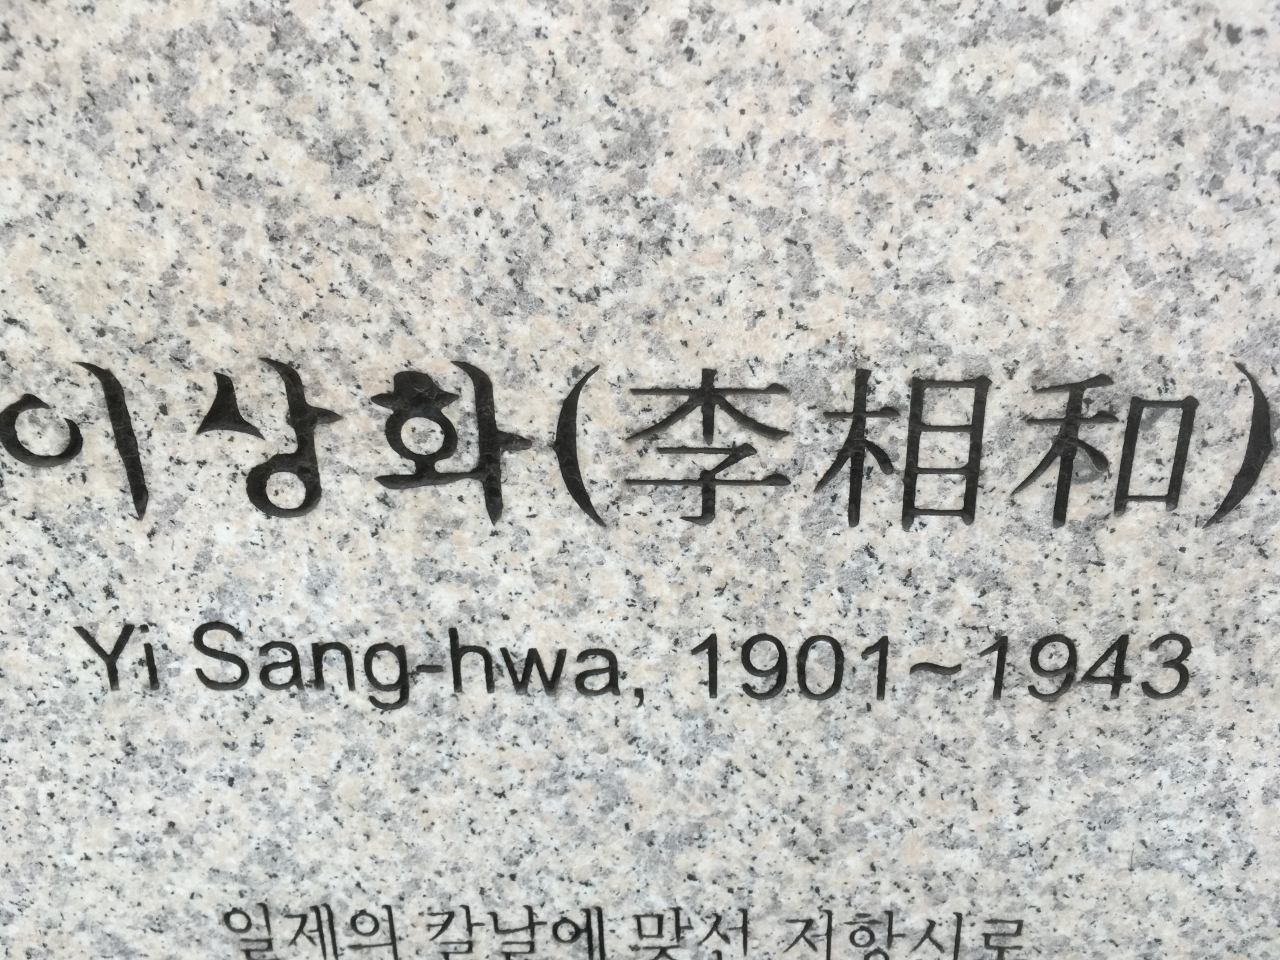 이상화(李相和)
Yi Sang-hwa, 1901~1943
일제의 칼날에 맞선 저항시로